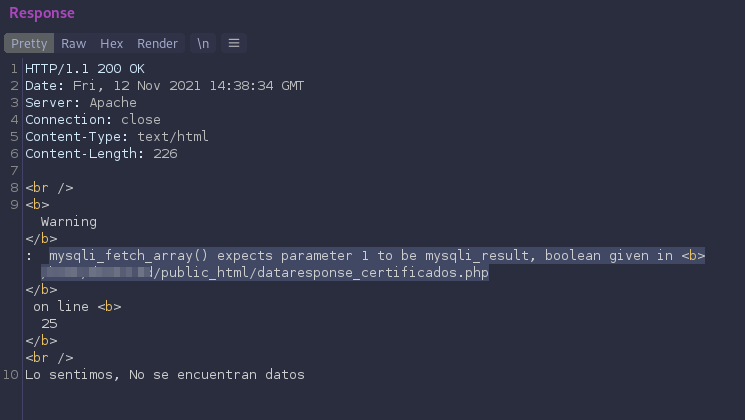 Response
Pretty Raw Hex Render \n ≡
1 HTTP/1.1 200 OK
2 Date: Fri, 12 Nov 2021 14:38:34 GMT
3 Server: Apache
4 Connection: close
5 Content-Type: text/html
6 Content-Length: 226
7
8 <br />
9 <b>
Warning
</b>
: mysqli_fetch_array() expects parameter 1 to be mysqli_result, boolean given in <b>
/public_html/dataresponse_certificados.php
</b>
on line <b>
25
</b>
<br />
10 Lo sentimos, No se encuentran datos